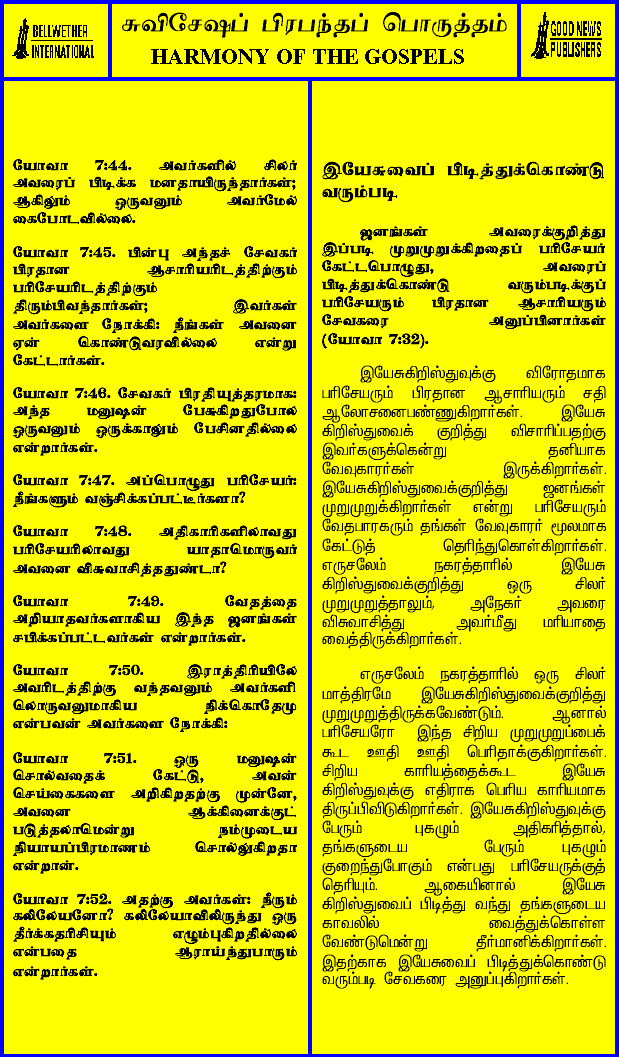 BELLWETHER
INTERNATIONAL
சுவிசேஷப் பிரபந்தப் பொருத்தம்
HARMONY OF THE GOSPELS
GOOD NEWS
PUBLISHERS
யோவா 7:44. அவர்களில் சிலர்
அவரைப் பிடிக்க மனதாயிருந்தார்கள்;
ஆகிலும் ஒருவனும் அவர்மேல்
கைபோடவில்லை.
யோவா 7:45. பின்பு அந்தச் சேவகர்
பிரதான ஆசாரியரிடத்திற்கும்
பரிசேயரிடத்திற்கும்
திரும்பிவந்தார்கள்; இவர்கள்
அவர்களை நோக்கி: நீங்கள் அவனை
ஏன் கொண்டுவரவில்லை என்று
கேட்டார்கள்.
யோவா 7:46. சேவகர் பிரதியுத்தரமாக:
அந்த மனுஷன் பேசுகிறதுபோல
ஒருவனும் ஒருக்காலும் பேசினதில்லை
என்றார்கள்.
யோவா 7:47. அப்பொழுது பரிசேயர்:
நீங்களும் வஞ்சிக்கப்பட்டீர்களா?
யோவா 7:48. அதிகாரிகளிலாவது
பரிசேயரிலாவது யாதாமொருவர்
அவனை விசுவாசித்ததுண்டா?
யோவா 7:49. வேதத்தை
அறியாதவர்களாகிய இந்த ஜனங்கள்
சபிக்கப்பட்டவர்கள் என்றார்கள்.
யோவா 7:50. இராத்திரியிலே
அவரிடத்திற்கு வந்தவனும் அவர்களி
லொருவனுமாகிய நிக்கொதேமு
என்பவன் அவர்களை நோக்கி:
யோவா 7:51. ஒரு மனுஷன்
சொல்வதைக் கேட்டு, அவன்
செய்கைகளை அறிகிறதற்கு முன்னே,
அவனை ஆக்கினைக்குட்
படுத்தலாமென்று நம்முடைய
நியாயப்பிரமாணம் சொல்லுகிறதா
என்றான்.
யோவா 7:52. அதற்கு அவர்கள்: நீரும்
கலிலேயனோ? கலிலேயாவிலிருந்து ஒரு
தீர்க்கதரிசியும் எழும்புகிறதில்லை
என்பதை ஆராய்ந்துபாரும்
என்றார்கள்.
இயேசுவைப் பிடித்துக்கொண்டு
வரும்படி
ஜனங்கள் அவரைக்குறித்து
இப்படி முறுமுறுக்கிறதைப் பரிசேயர்
கேட்டபொழுது, அவரைப்
பிடித்துக்கொண்டு வரும்படிக்குப்
பரிசேயரும் பிரதான ஆசாரியரும்
சேவகரை அனுப்பினார்கள்
(யோவா 7:32).
இயேசுகிறிஸ்துவுக்கு விரோதமாக
பரிசேயரும் பிரதான ஆசாரியரும் சதி
ஆலோசனைபண்ணுகிறார்கள். இயேசு
கிறிஸ்துவைக் குறித்து விசாரிப்பதற்கு
இவர்களுக்கென்று தனியாக
வேவுகாரர்கள் இருக்கிறார்கள்.
இயேசுகிறிஸ்துவைக்குறித்து ஜனங்கள்
முறுமுறுக்கிறார்கள் என்று பரிசேயரும்
வேதபாரகரும் தங்கள் வேவுகாரர் மூலமாக
கேட்டுத் தெரிந்துகொள்கிறார்கள்.
எருசலேம் நகரத்தாரில் இயேசு
கிறிஸ்துவைக்குறித்து ஒரு சிலர்
முறுமுறுத்தாலும், அநேகர் அவரை
விசுவாசித்து அவர்மீது மரியாதை
வைத்திருக்கிறார்கள்.
எருசலேம் நகரத்தாரில் ஒரு சிலர்
மாத்திரமே இயேசுகிறிஸ்துவைக்குறித்து
முறுமுறுத்திருக்கவேண்டும். ஆனால்
பரிசேயரோ இந்த சிறிய முறுமுறுப்பைக்
கூட ஊதி ஊதி பெரிதாக்குகிறார்கள்.
சிறிய காரியத்தைக்கூட இயேசு
கிறிஸ்துவுக்கு எதிராக பெரிய காரியமாக
திருப்பிவிடுகிறார்கள். இயேசுகிறிஸ்துவுக்கு
பேரும் புகழும் அதிகரித்தால்,
தங்களுடைய பேரும் புகழும்
குறைந்துபோகும் என்பது பரிசேயருக்குத்
தெரியும். ஆகையினால் இயேசு
கிறிஸ்துவைப் பிடித்து வந்து தங்களுடைய
காவலில் வைத்துக்கொள்ள
வேண்டுமென்று தீர்மானிக்கிறார்கள்.
இதற்காக இயேசுவைப் பிடித்துக்கொண்டு
வரும்படி சேவகரை அனுப்புகிறார்கள்.